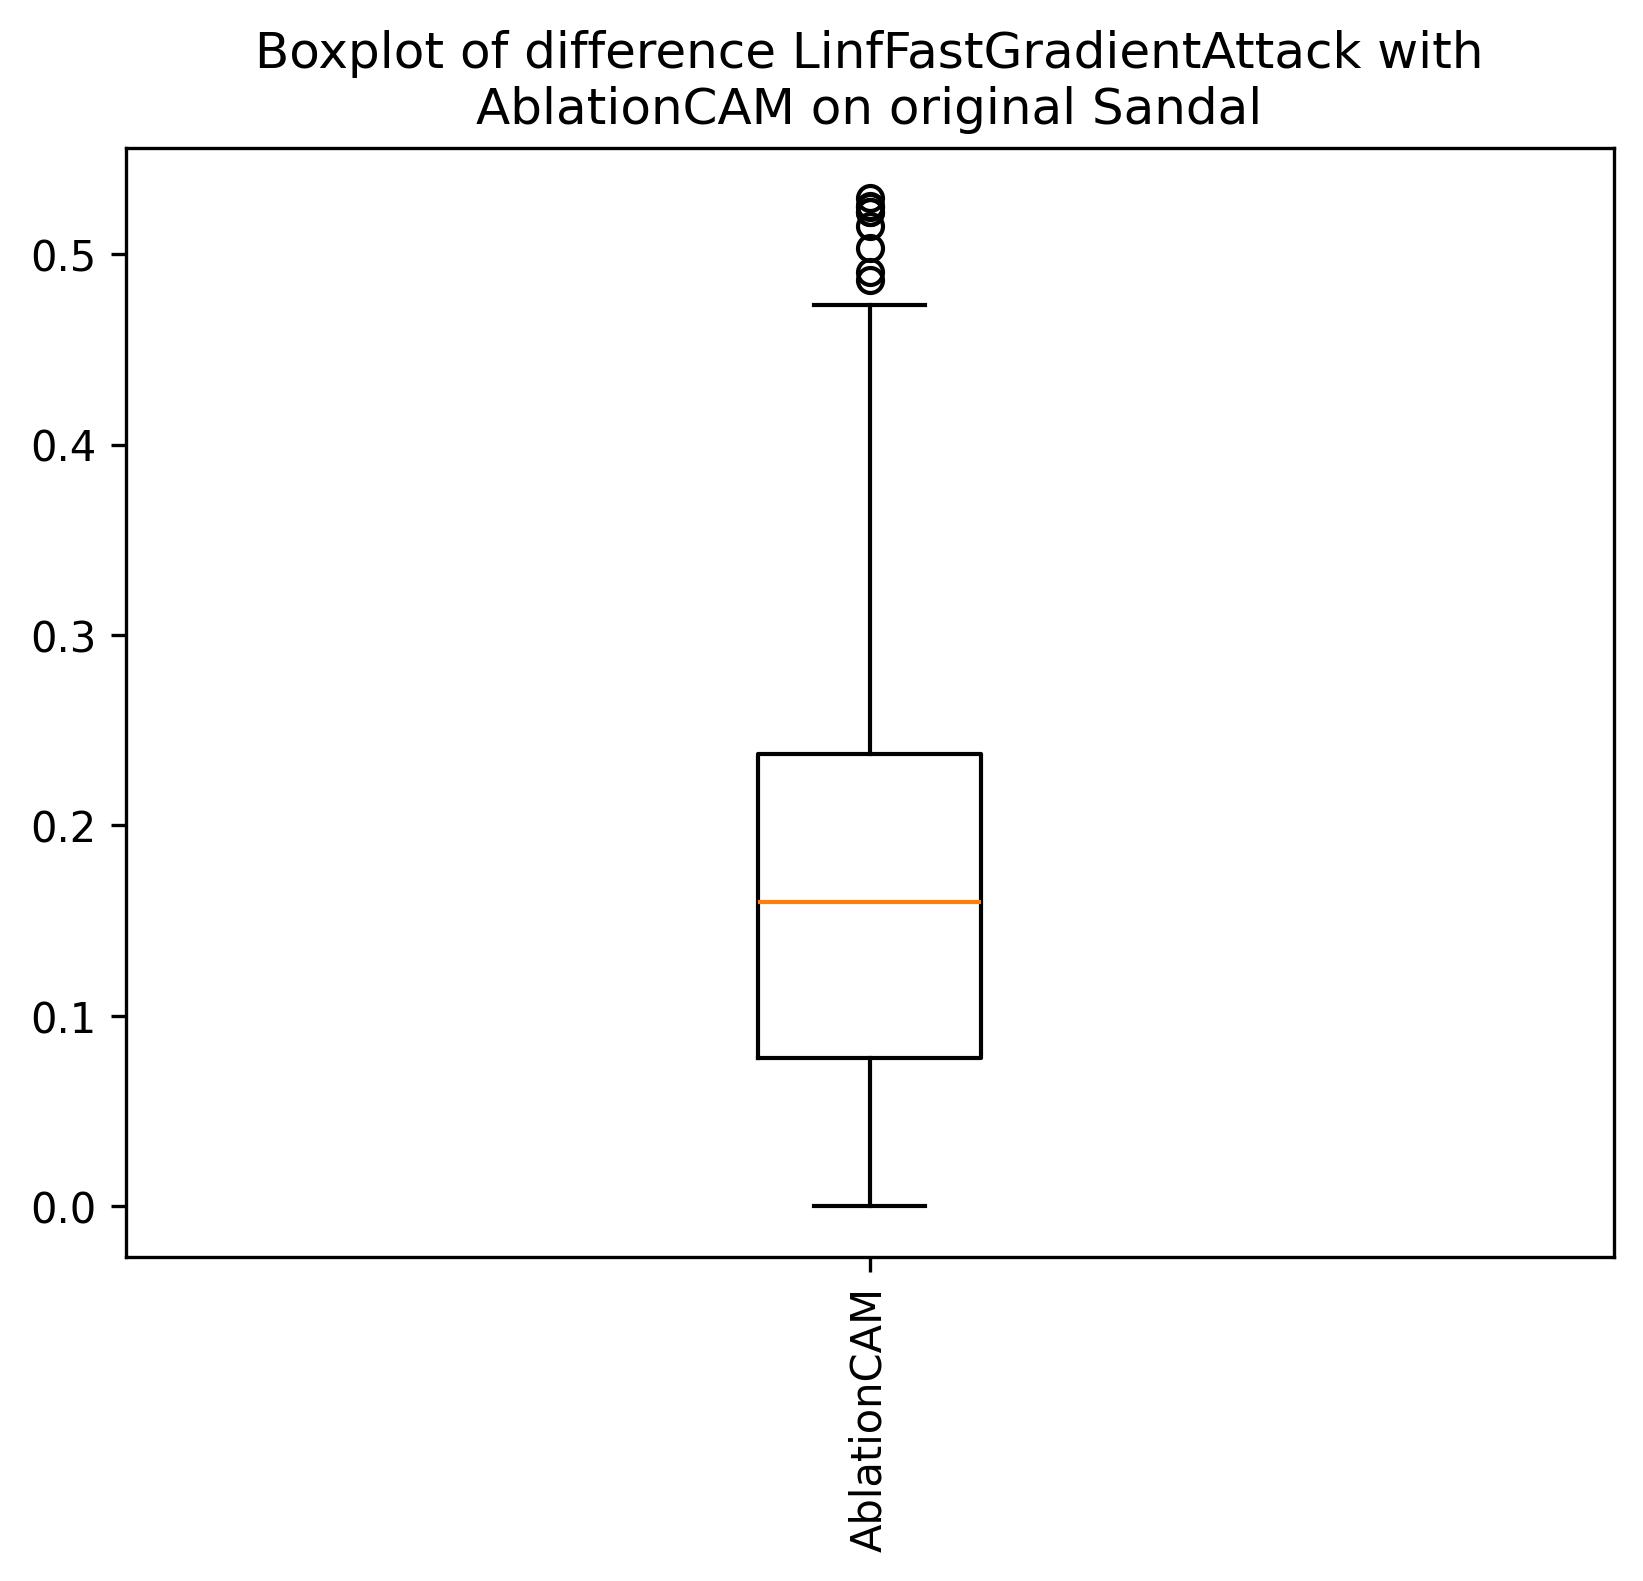 Boxplot of difference LinfFastGradientAttack with
AblationCAM on original Sandal
0.5
0.4
0.3
0.2
0.1
0.0
AblationCAM